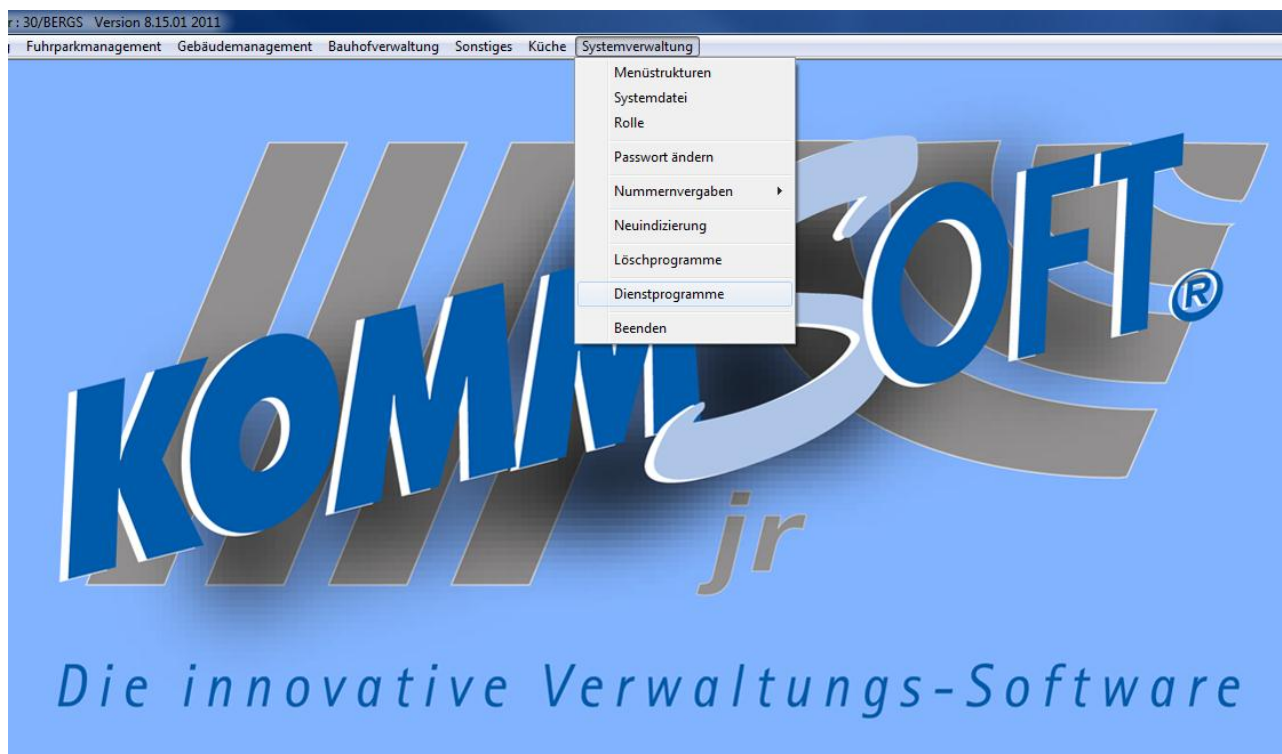 r : 30/BERGS Version 8.15.01 2011
Fuhrparkmanagement Gebäudemanagement Bauhofverwaltung Sonstiges Küche Systemverwaltung
Menüstrukturen
Systemdatei
Rolle
Passwort ändern
Nummernvergaben
Neuindizierung
Löschprogramme
Dienstprogramme
Beenden
KOMMSOFT®
jr
Die innovative Verwaltungs-Software